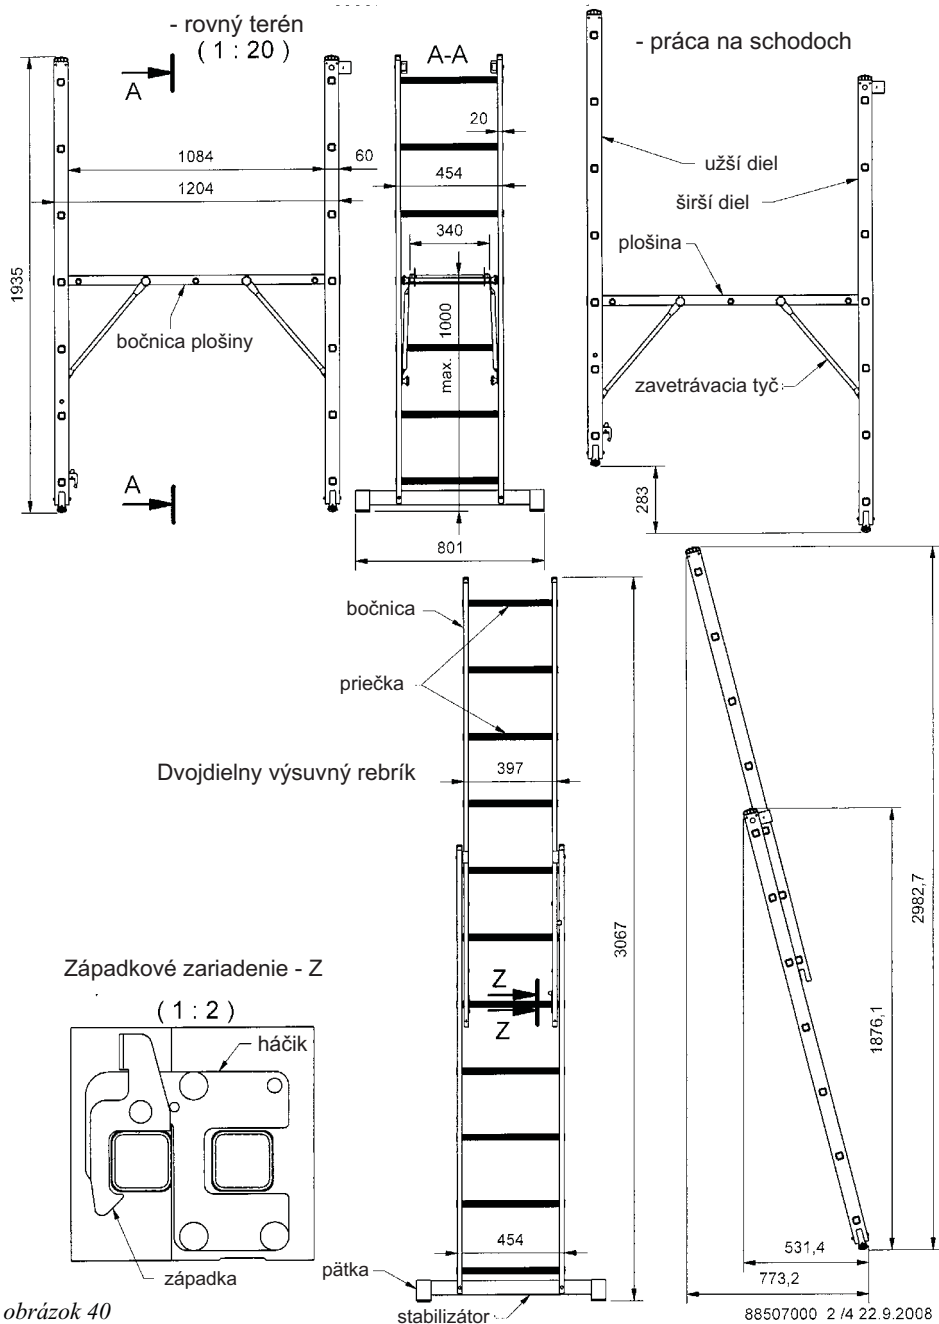 - rovný terén
( 1 : 20 )
A
1084
60
1204
1935
bočnica plošiny
A
A-A
20
454
340
max. 1000
801
- práca na schodoch
užší diel
širší diel
plošina
zavetrávacia tyč
283
bočnica
priečka
Dvojdielny výsuvný rebrík
397
3067
Z
Z
454
pätka
stabilizátor
2982,7
1876,1
531,4
773,2
Západkové zariadenie - Z
( 1 : 2 )
háčik
západka
obrázok 40
88507000 2 /4 22.9.2008